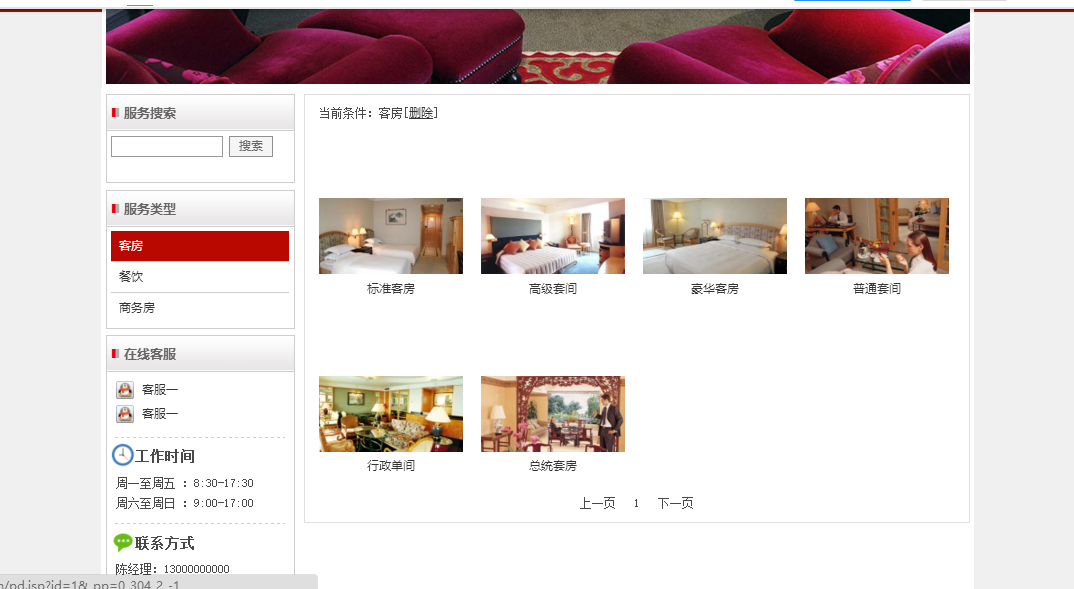 服务搜索
搜索
服务类型
客房
餐饮
商务房
在线客服
客服一
客服一
工作时间
周一至周五 : 8:30-17:30
周六至周日 : 9:00-17:00
联系方式
陈经理: 13000000000
当前条件: 客房[删除]
标准客房
高级套间
豪华客房
普通套间
行政单间
总统套房
上一页 1 下一页
/pd.jsp?id=1&_pp=0_304_2_-1